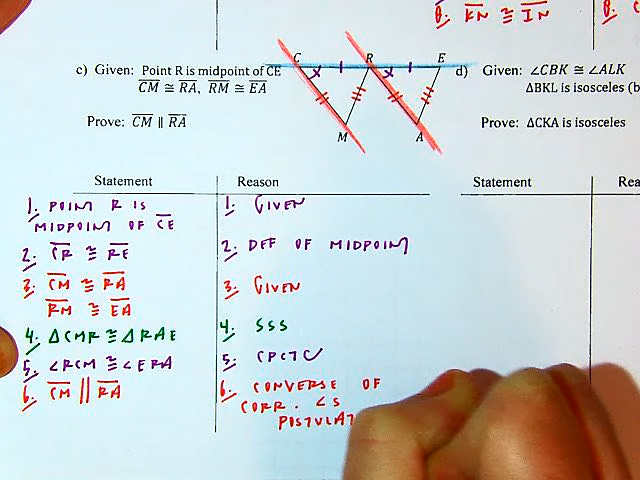 8. KN ≅ IN
8.
c) Given: Point R is midpoint of CE
CM ≅ RA, RM ≅ EA
Prove: CM ∥ RA
C R E
M A
d) Given: ∠CBK ≅ ∠ALK
ΔBKL is isosceles (b
Prove: ΔCKA is isosceles
Statement Reason
1. POINT R IS
MIDPOINT OF CE
1. GIVEN
2. CR ≅ RE
2. DEF OF MIDPOINT
3. CM ≅ RA
RM ≅ EA
3. GIVEN
4. ΔCMR ≅ ΔRAE
4. SSS
5. ∠RCM ≅ ∠ERA
5. CPCTC
6. CM ∥ RA
6. CONVERSE OF
CORR. ∠S
POSTULAT
Statement Rea